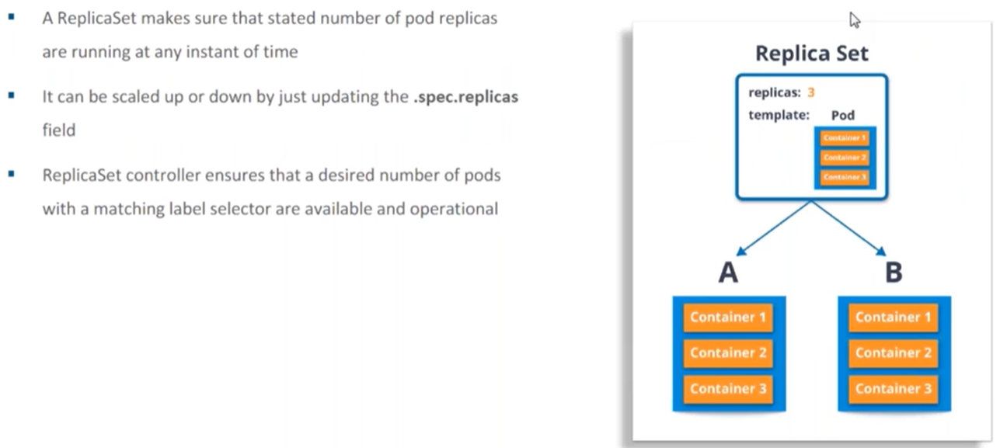 A ReplicaSet makes sure that stated number of pod replicas
are running at any instant of time
It can be scaled up or down by just updating the .spec.replicas
field
ReplicaSet controller ensures that a desired number of pods
with a matching label selector are available and operational
Replica Set
replicas: 3
template: Pod
Container 1
Container 2
Container 3
A
B
Container 1
Container 2
Container 3
Container 1
Container 2
Container 3